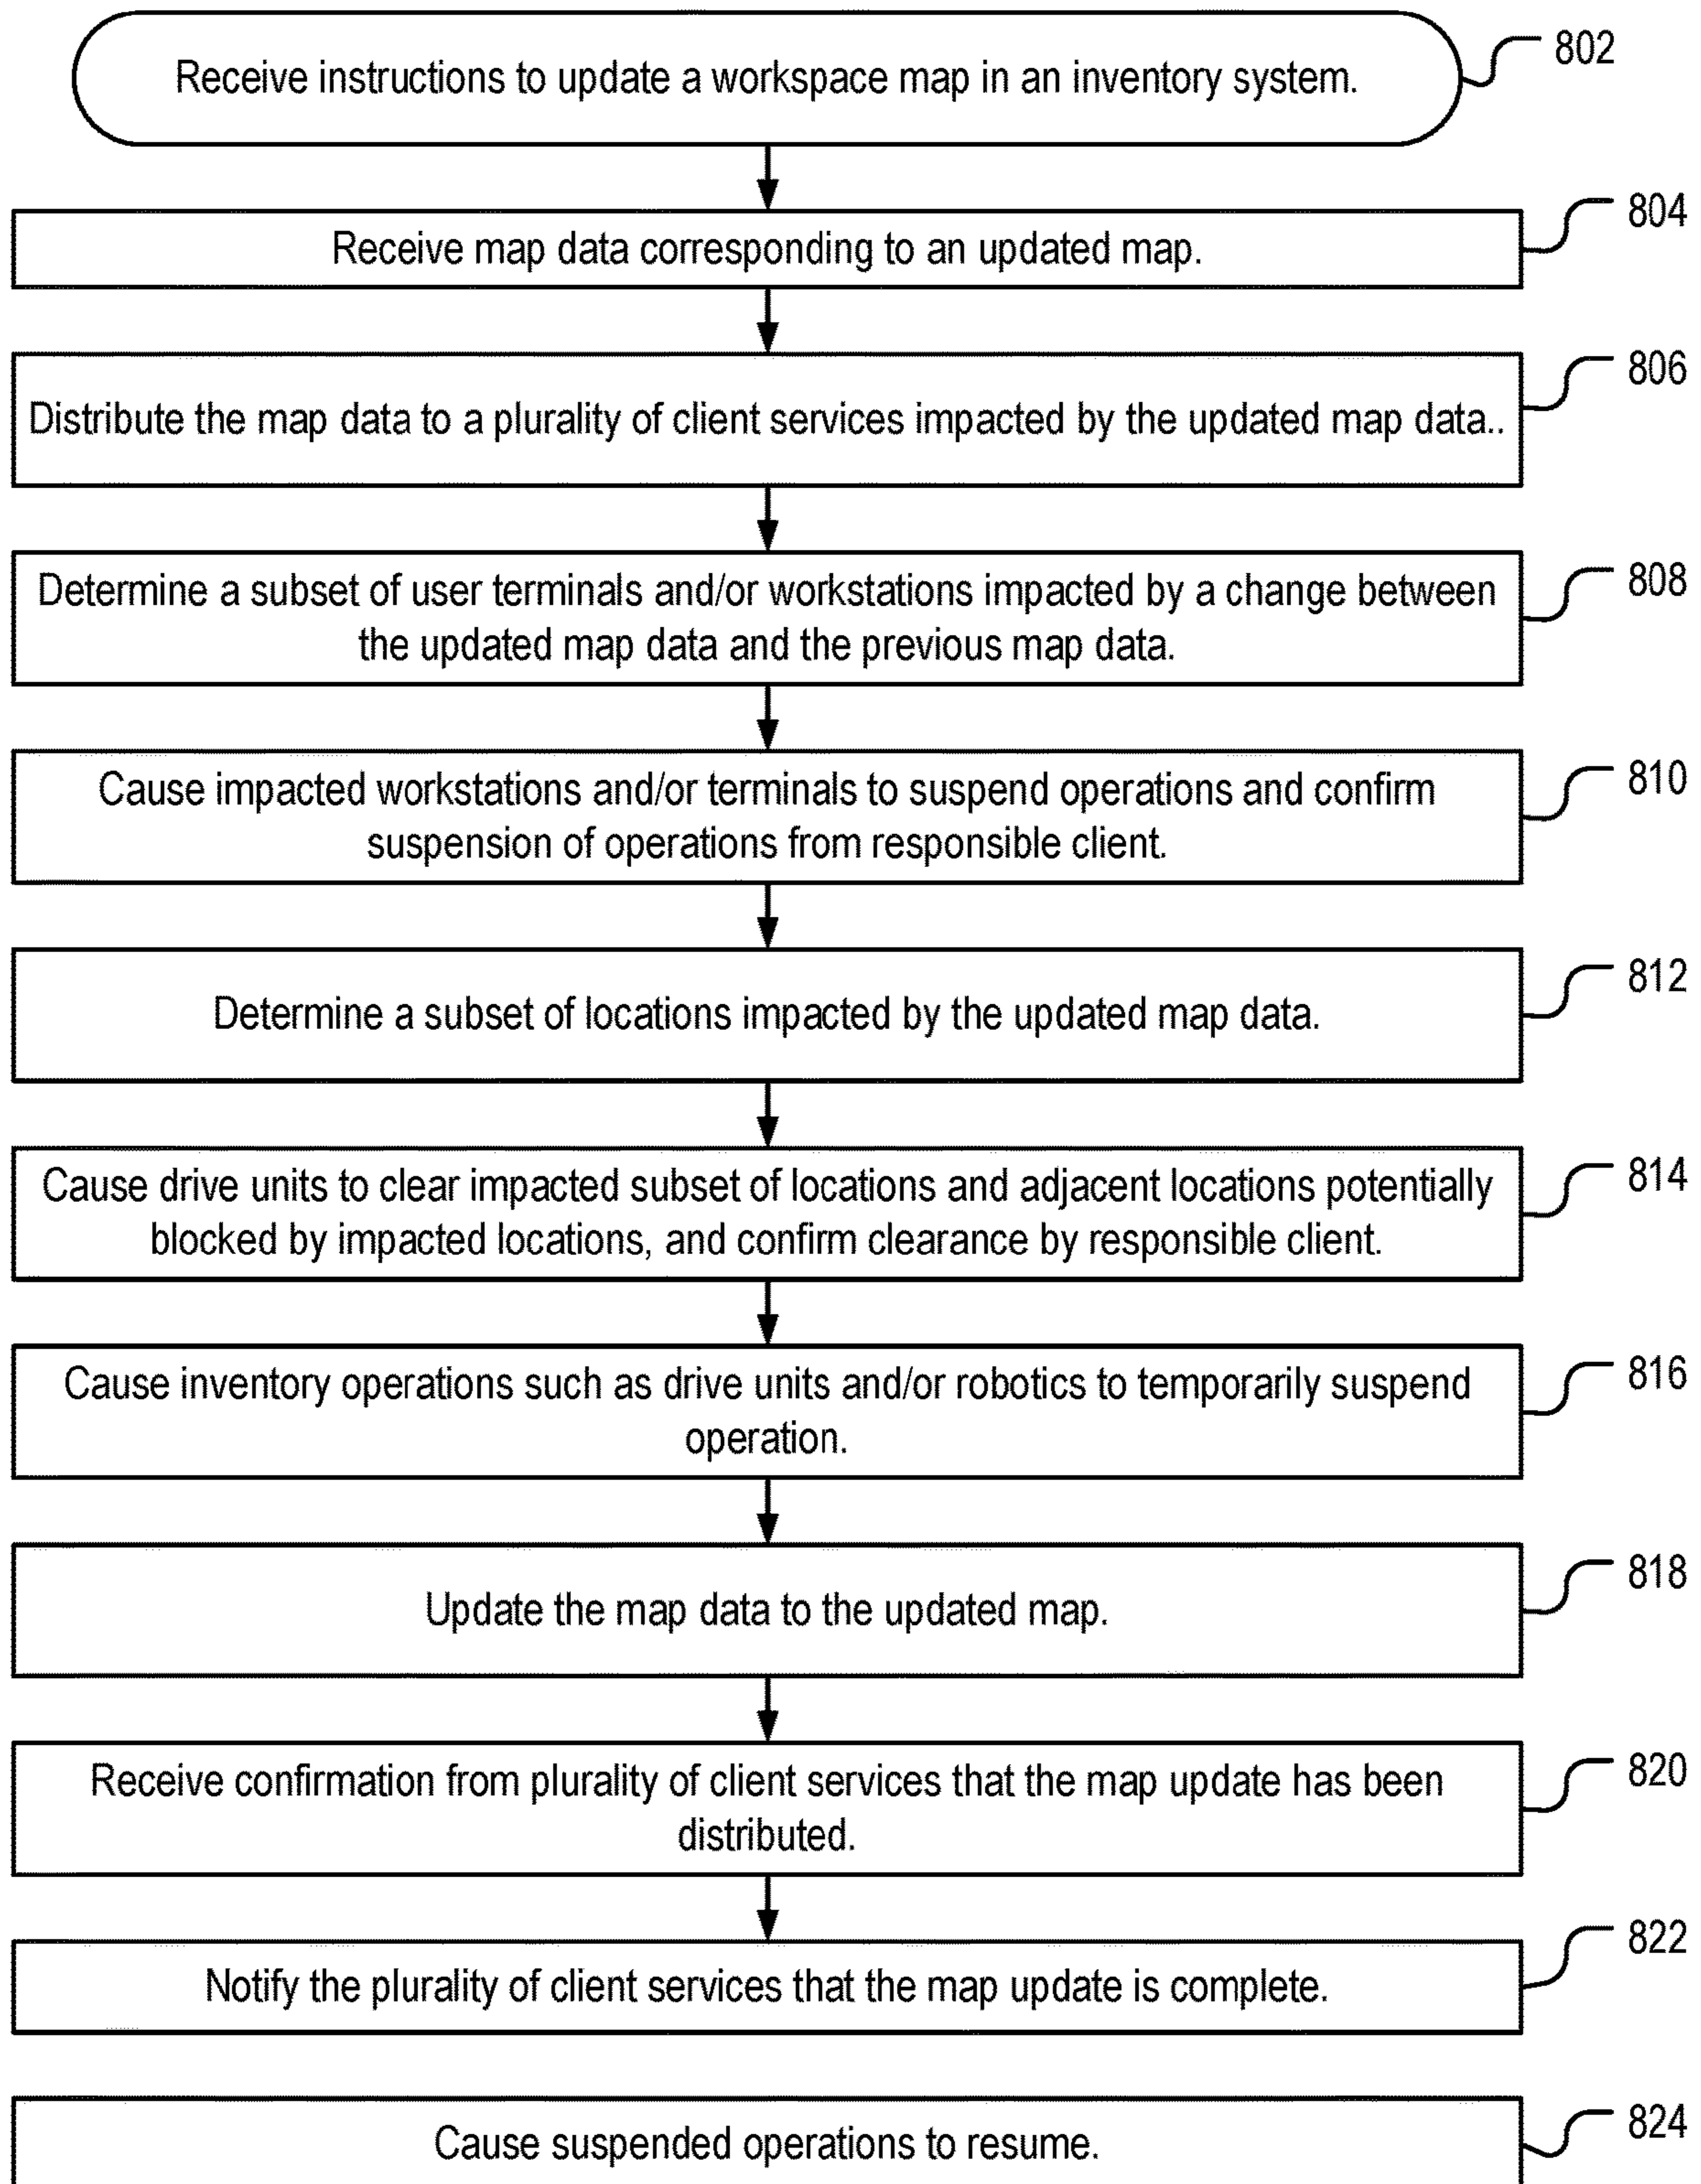 Receive instructions to update a workspace map in an inventory system.
802
804
Receive map data corresponding to an updated map.
806
Distribute the map data to a plurality of client services impacted by the updated map data..
808
Determine a subset of user terminals and/or workstations impacted by a change between
the updated map data and the previous map data.
810
Cause impacted workstations and/or terminals to suspend operations and confirm
suspension of operations from responsible client.
812
Determine a subset of locations impacted by the updated map data.
814
Cause drive units to clear impacted subset of locations and adjacent locations potentially
blocked by impacted locations, and confirm clearance by responsible client.
816
Cause inventory operations such as drive units and/or robotics to temporarily suspend
operation.
818
Update the map data to the updated map.
820
Receive confirmation from plurality of client services that the map update has been
distributed.
822
Notify the plurality of client services that the map update is complete.
824
Cause suspended operations to resume.